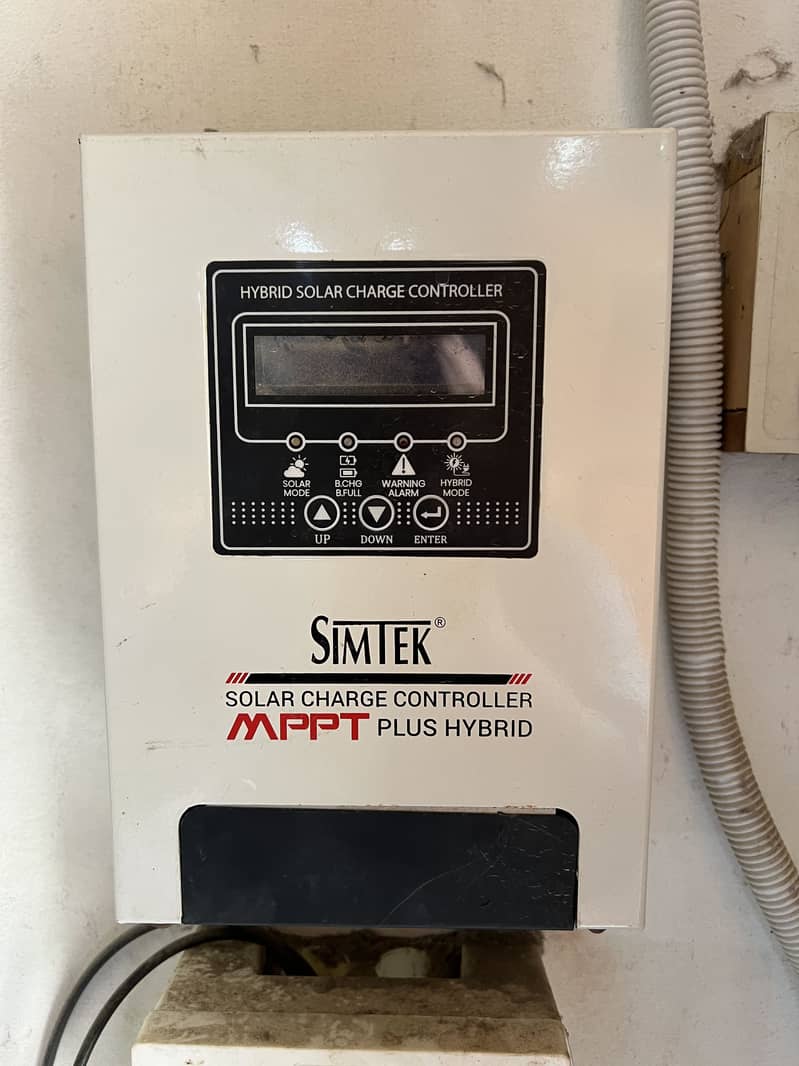 HYBRID SOLAR CHARGE CONTROLLER
SOLAR MODE
B.CHG B.FULL
WARNING ALARM
HYBRID MODE
UP DOWN ENTER
SIMTEK®
SOLAR CHARGE CONTROLLER
MPPT PLUS HYBRID